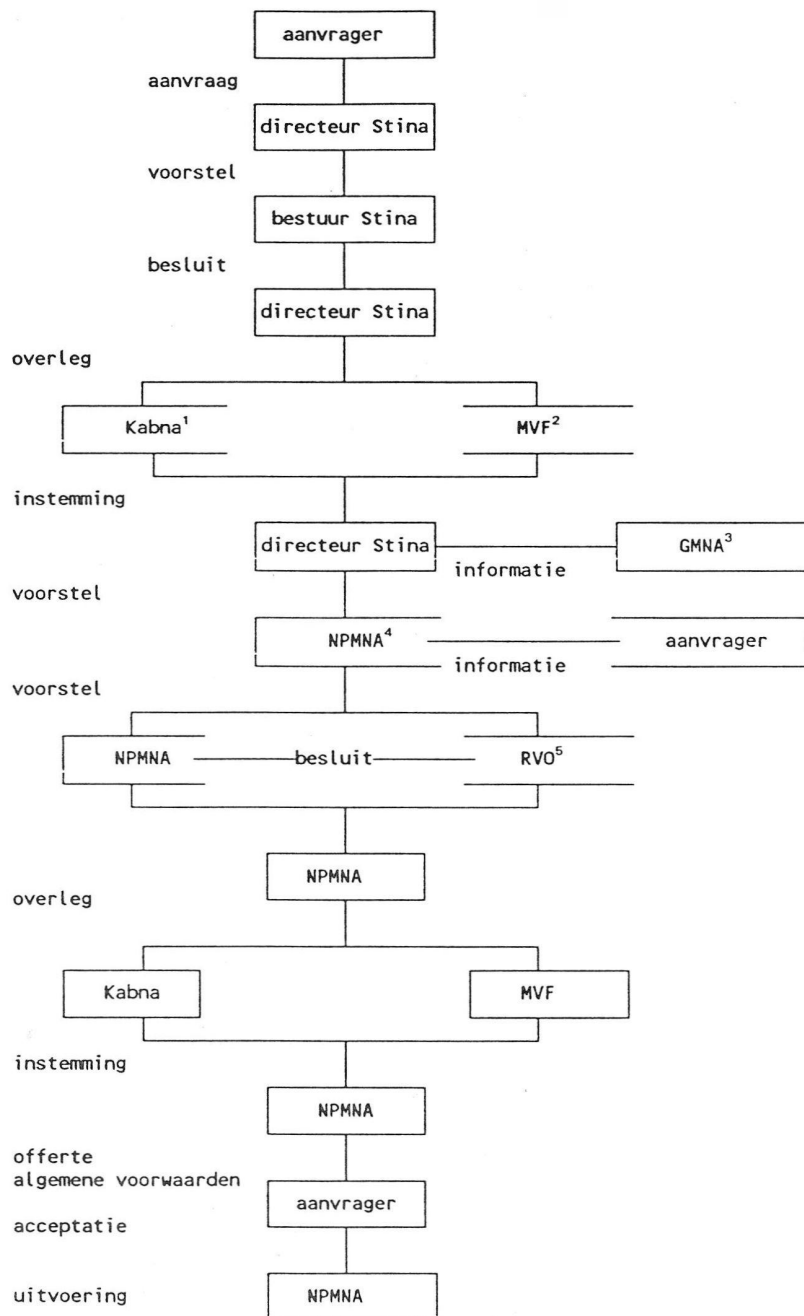 aanvrager
aanvraag
directeur Stina
voorstel
bestuur Stina
besluit
directeur Stina
overleg
Kabna¹ MVF²
instemming
directeur Stina GMNA³
informatie
voorstel
NPMNA⁴ aanvrager
informatie
voorstel
NPMNA besluit RVO⁵
NPMNA
overleg
Kabna MVF
instemming
NPMNA
offerte
algemene voorwaarden
aanvrager
acceptatie
uitvoering NPMNA